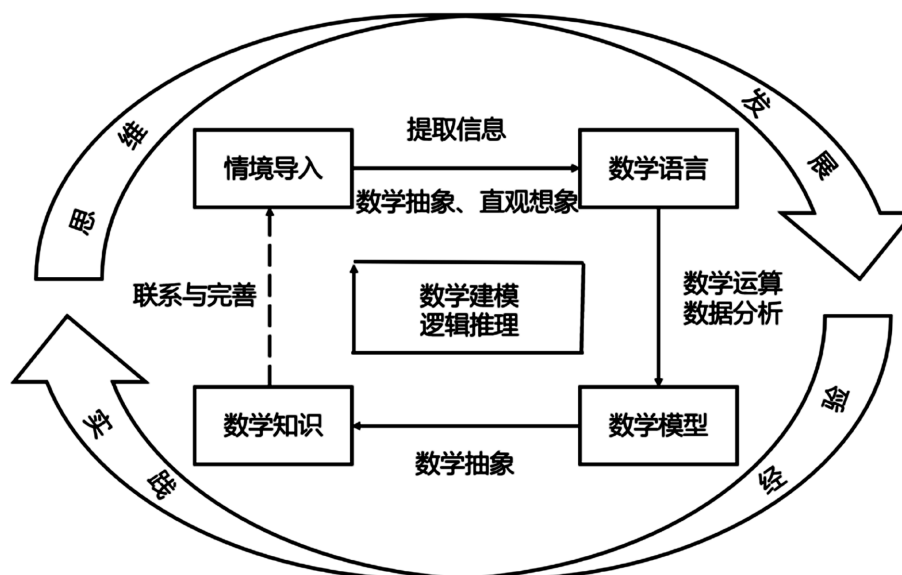 思维
发展
提取信息
情境导入
数学语言
数学抽象、直观想象
联系与完善
数学建模
逻辑推理
数学运算
数据分析
数学知识
数学模型
数学抽象
实践
经验